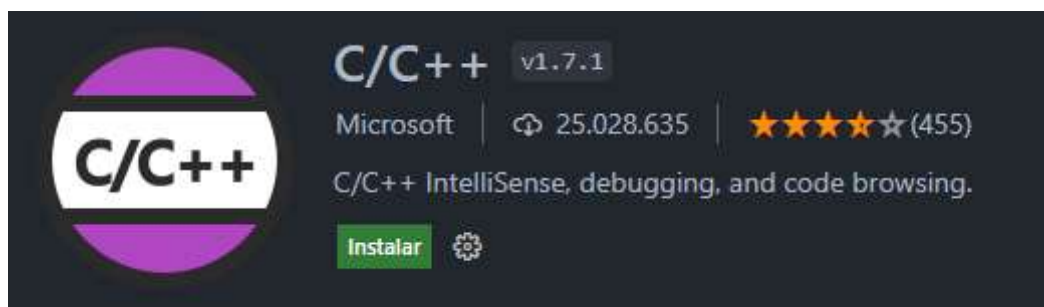 C/C++
C/C++ v1.7.1
Microsoft 25.028.635 (455)
C/C++ IntelliSense, debugging, and code browsing.
Instalar